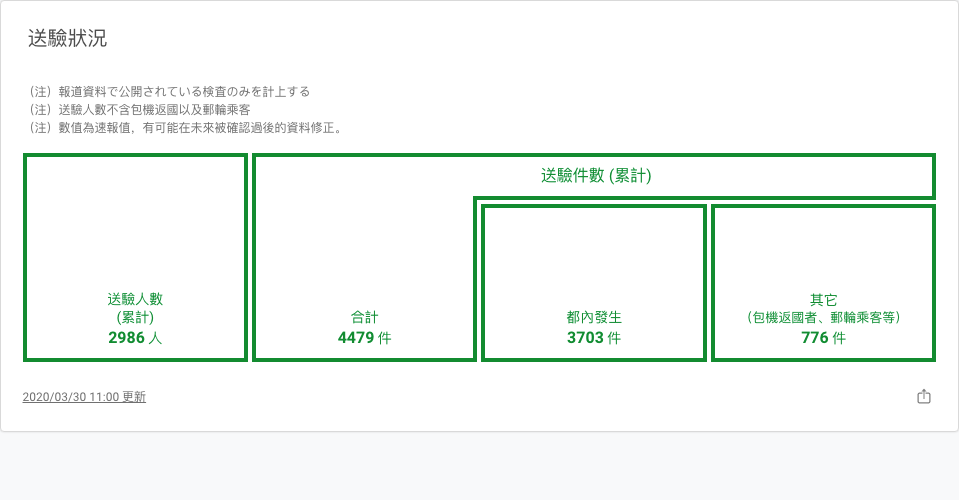 送驗狀況
（注）報道資料で公開されている検査のみを計上する
（注）送驗人數不含包機返國以及郵輪乘客
（注）數值為速報值，有可能在未來被確認過後的資料修正。
送驗件數 (累計)
送驗人數
(累計)
2986 人
合計
4479 件
都內發生
3703 件
其它
（包機返國者、郵輪乘客等）
776 件
2020/03/30 11:00 更新